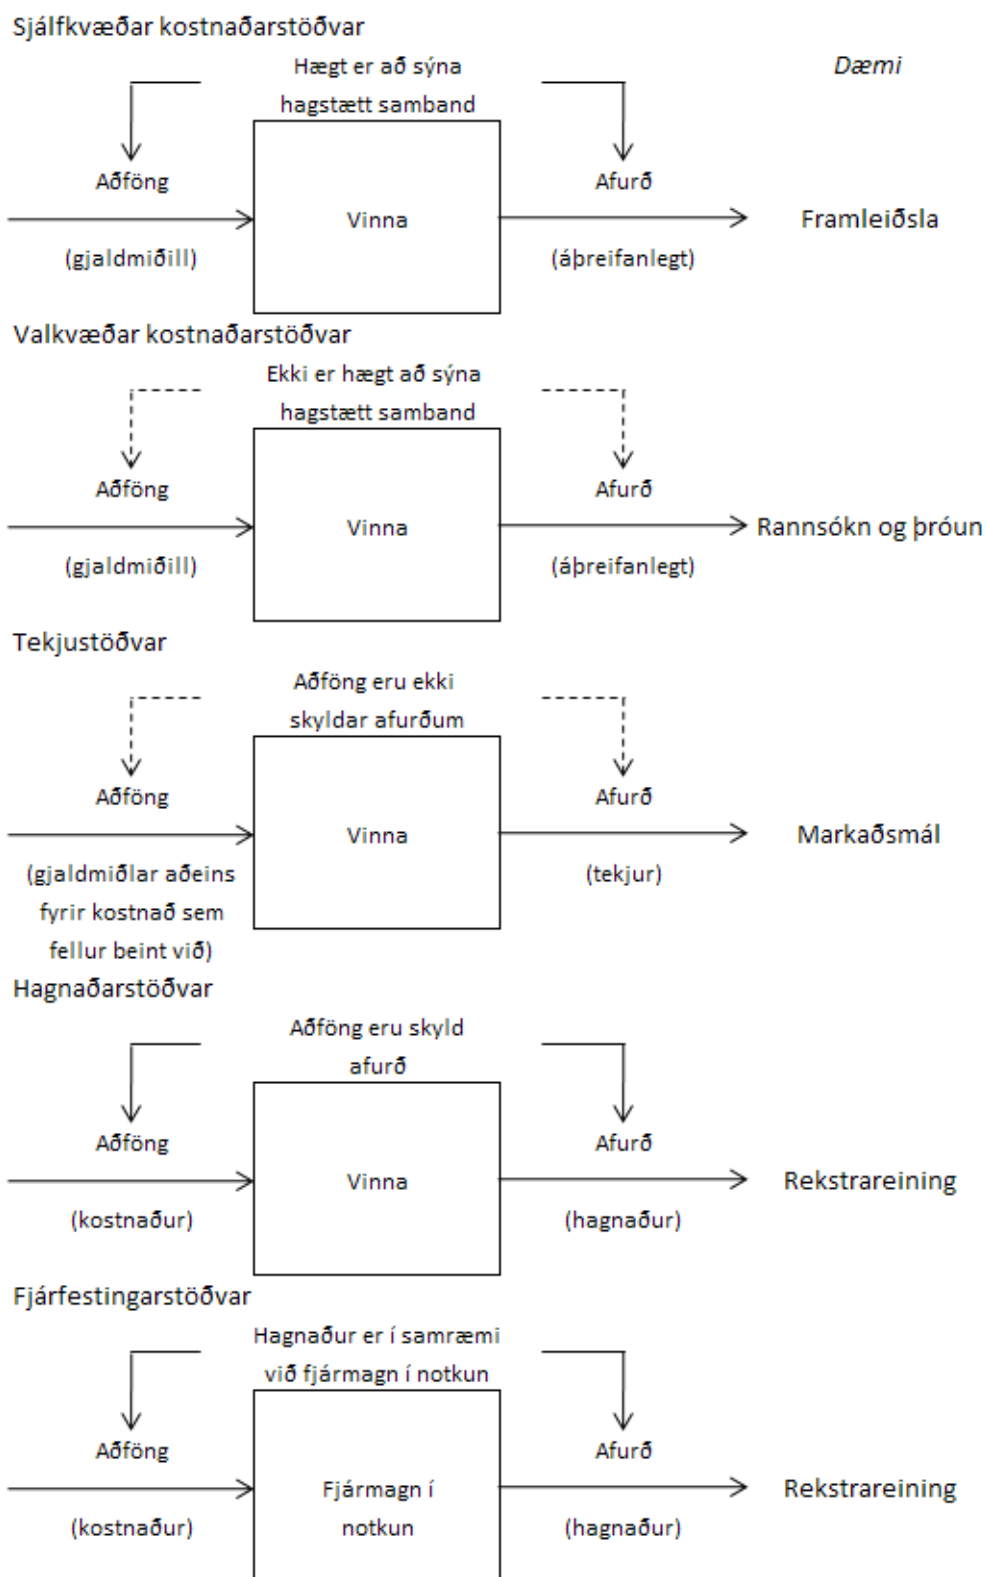 Sjálfkvæðar kostnaðarstöðvar
Hægt er að sýna
hagstætt samband
Dæmi
Aðföng
Afurð
Vinna
Framleiðsla
(gjaldmiðill)
(áþreifanlegt)
Valkvæðar kostnaðarstöðvar
Ekki er hægt að sýna
hagstætt samband
Aðföng
Afurð
Vinna
Rannsókn og þróun
(gjaldmiðill)
(áþreifanlegt)
Tekjustöðvar
Aðföng eru ekki
skyldar afurðum
Aðföng
Afurð
Vinna
Markaðsmál
(gjaldmiðlar aðeins
fyrir kostnað sem
fellur beint við)
(tekjur)
Hagnaðarstöðvar
Aðföng eru skyld
afurð
Aðföng
Afurð
Vinna
Rekstrareining
(kostnaður)
(hagnaður)
Fjárfestingarstöðvar
Hagnaður er í samræmi
við fjármagn í notkun
Aðföng
Afurð
Fjármagn í
notkun
Rekstrareining
(kostnaður)
(hagnaður)